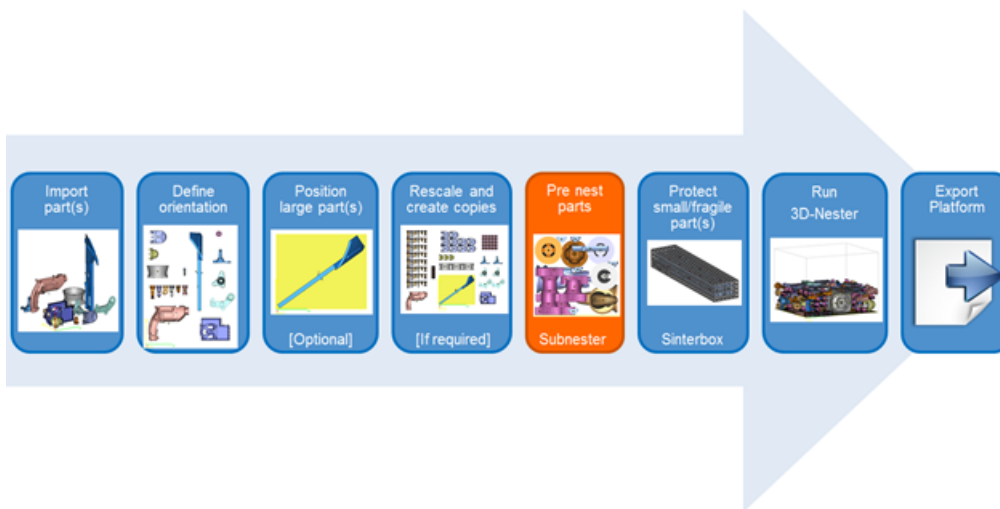 Import
part(s)
Define
orientation
Position
large part(s)
[Optional]
Rescale and
create copies
[If required]
Pre nest
parts
Subnester
Protect
small/fragile
part(s)
Sinterbox
Run
3D-Nester
Export
Platform